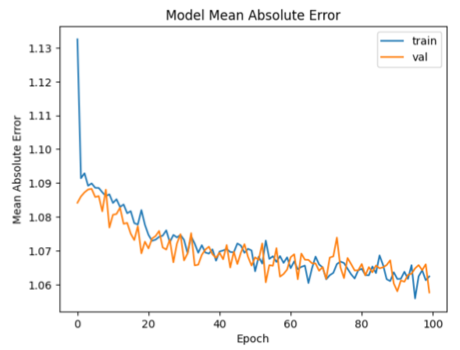 Model Mean Absolute Error
train
val
Mean Absolute Error
1.13
1.12
1.11
1.10
1.09
1.08
1.07
1.06
0 20 40 60 80 100
Epoch